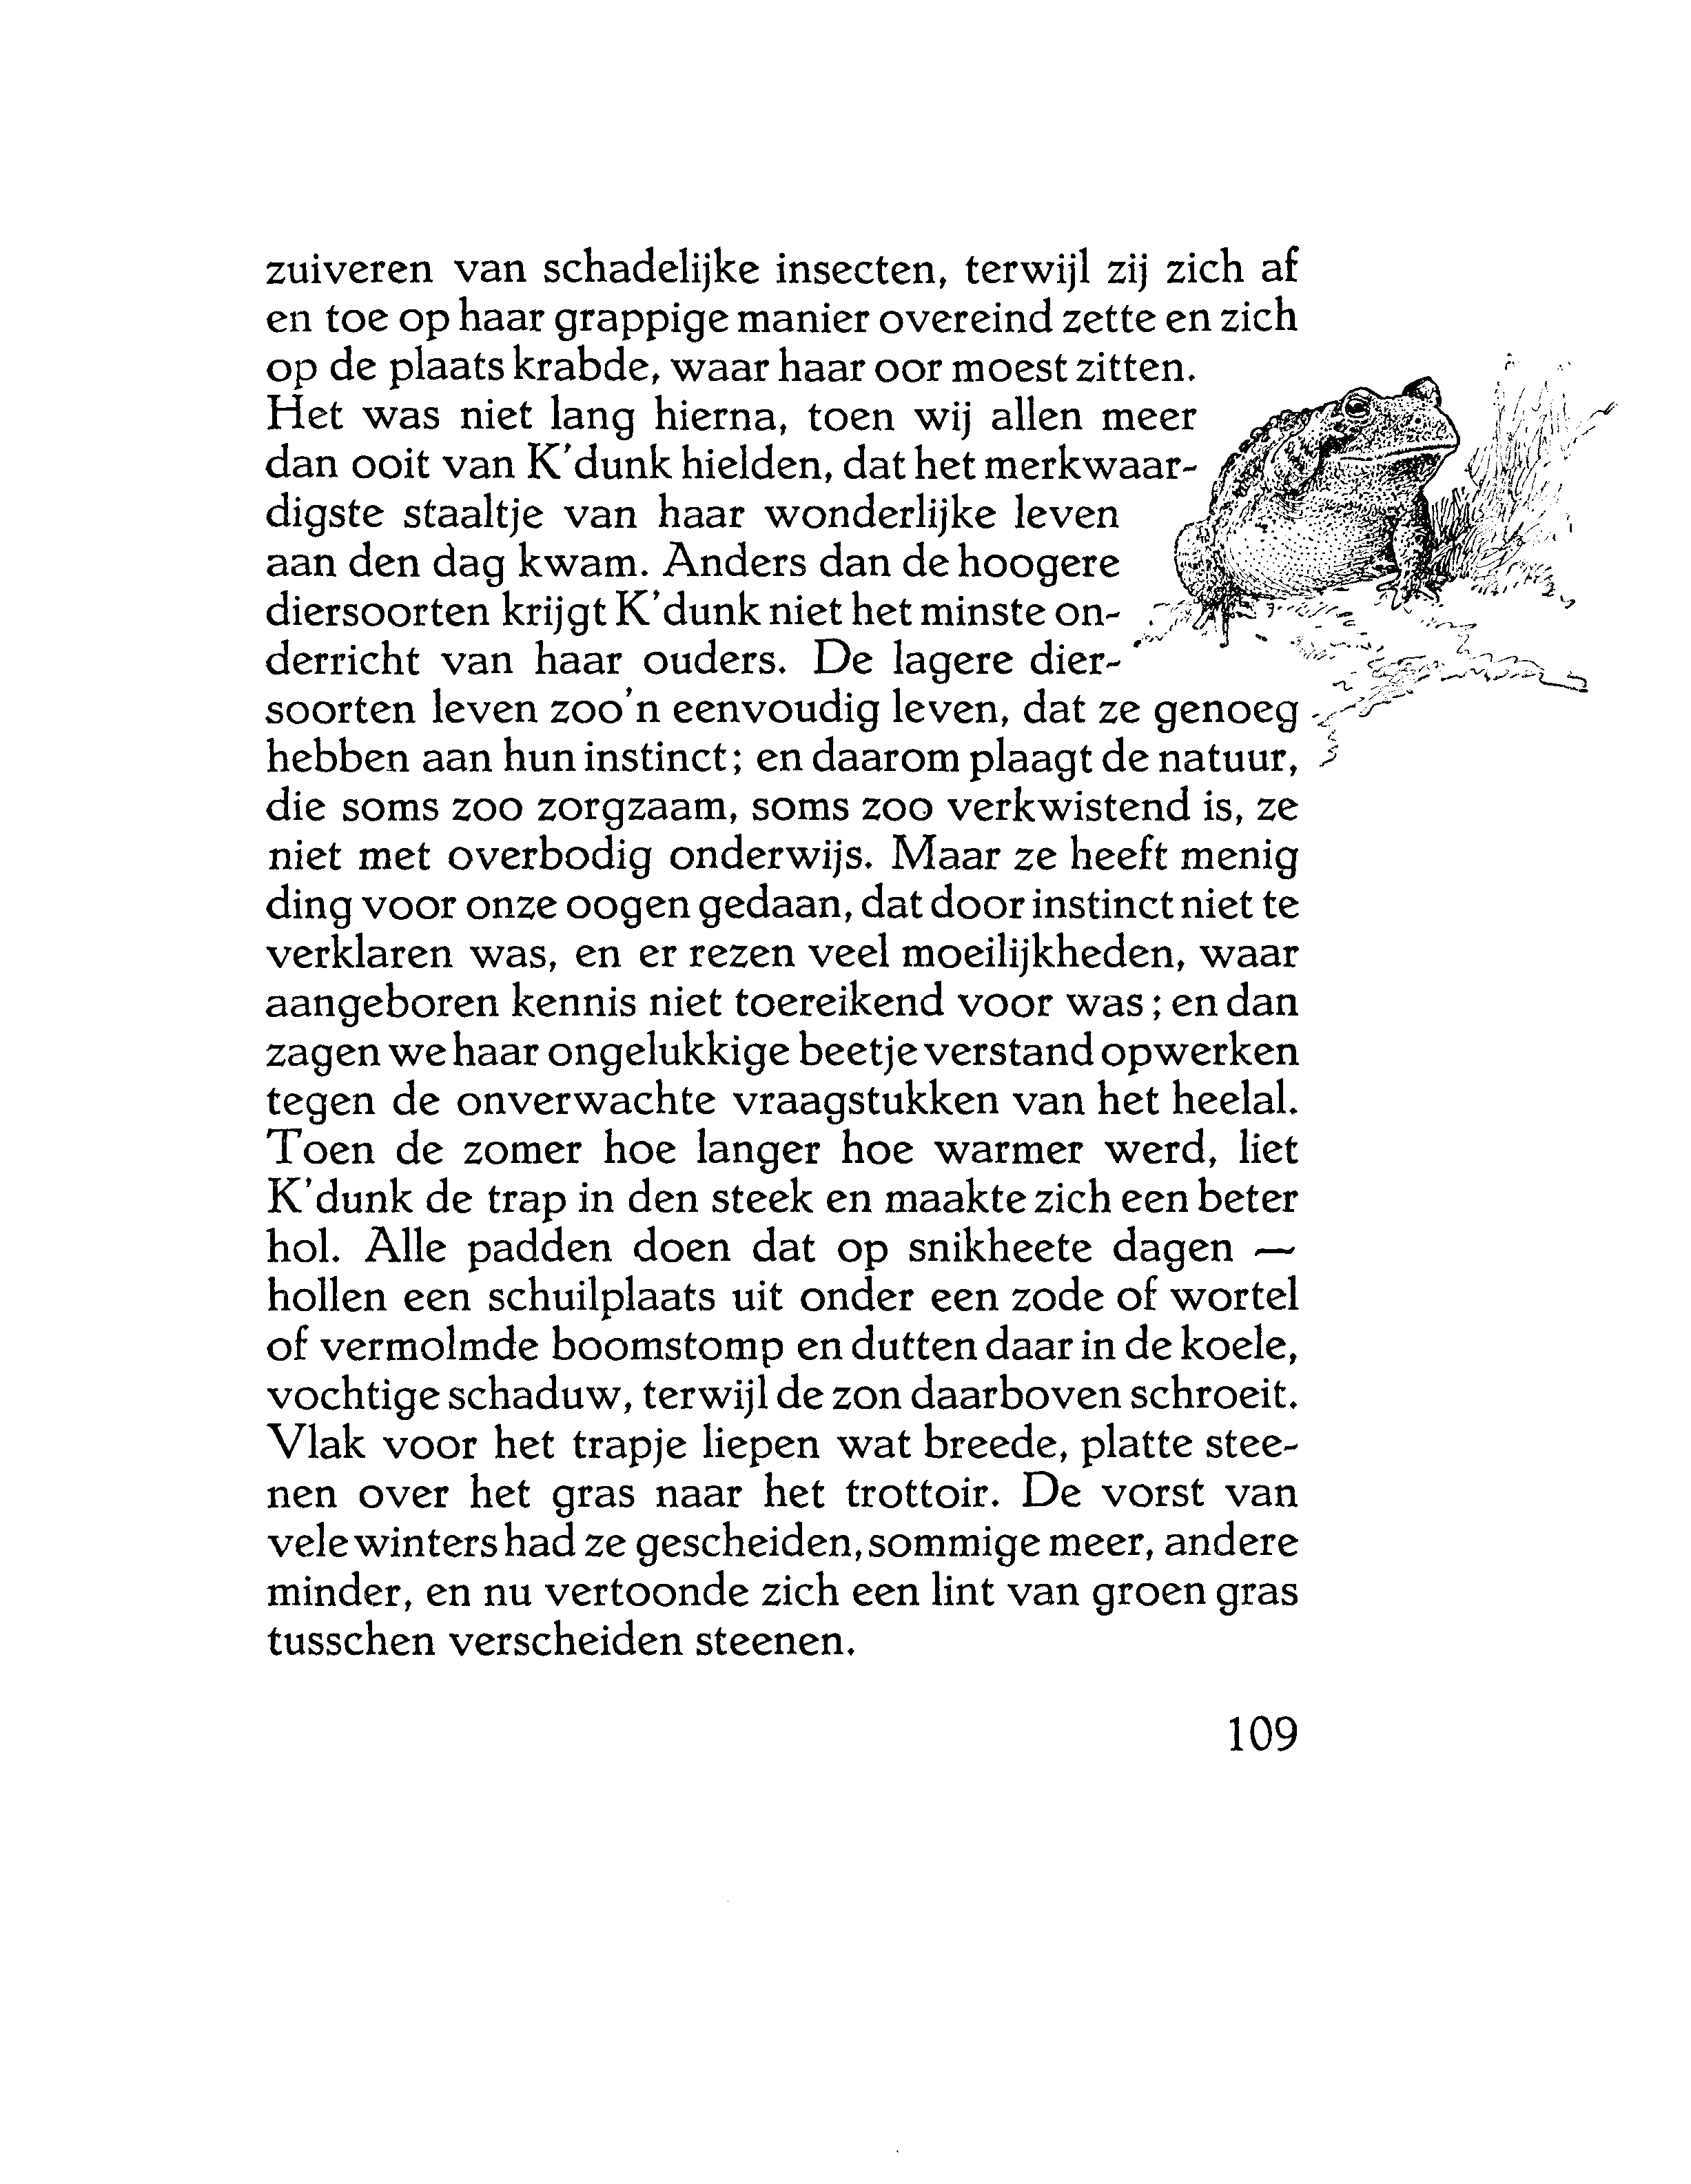 zuiveren van schadelijke insecten, terwijl zij zich af
en toe op haar grappige manier overeind zette en zich
op de plaats krabde, waar haar oor moest zitten.
Het was niet lang hierna, toen wij allen meer
dan ooit van K'dunk hielden, dat het merkwaar-
digste staaltje van haar wonderlijke leven
aan den dag kwam. Anders dan de hoogere
diersoorten krijgt K'dunk niet het minste on-
derricht van haar ouders. De lagere dier-
soorten leven zoo'n eenvoudig leven, dat ze genoeg
hebben aan hun instinct; en daarom plaagt de natuur,
die soms zoo zorgzaam, soms zoo verkwistend is, ze
niet met overbodig onderwijs. Maar ze heeft menig
ding voor onze oogen gedaan, dat door instinct niet te
verklaren was, en er rezen veel moeilijkheden, waar
aangeboren kennis niet toereikend voor was; en dan
zagen we haar ongelukkige beetje verstand opwerken
tegen de onverwachte vraagstukken van het heelal.
Toen de zomer hoe langer hoe warmer werd, liet
K'dunk de trap in den steek en maakte zich een beter
hol. Alle padden doen dat op snikheete dagen —
hollen een schuilplaats uit onder een zode of wortel
of vermolmde boomstomp en dutten daar in de koele,
vochtige schaduw, terwijl de zon daarboven schroeit.
Vlak voor het trapje liepen wat breede, platte stee-
nen over het gras naar het trottoir. De vorst van
vele winters had ze gescheiden, sommige meer, andere
minder, en nu vertoonde zich een lint van groen gras
tusschen verscheiden steenen.
109